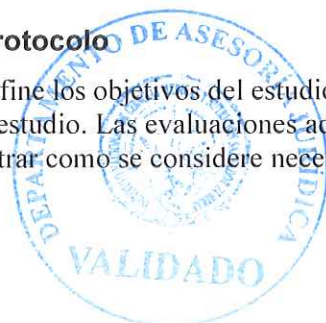 rotocolo
fine los objetivos del estudio
estudio. Las evaluaciones ad
trar como se considere nece
DEPARTAMENTO DE ASESORÍA JURÍDICA
VALIDADO